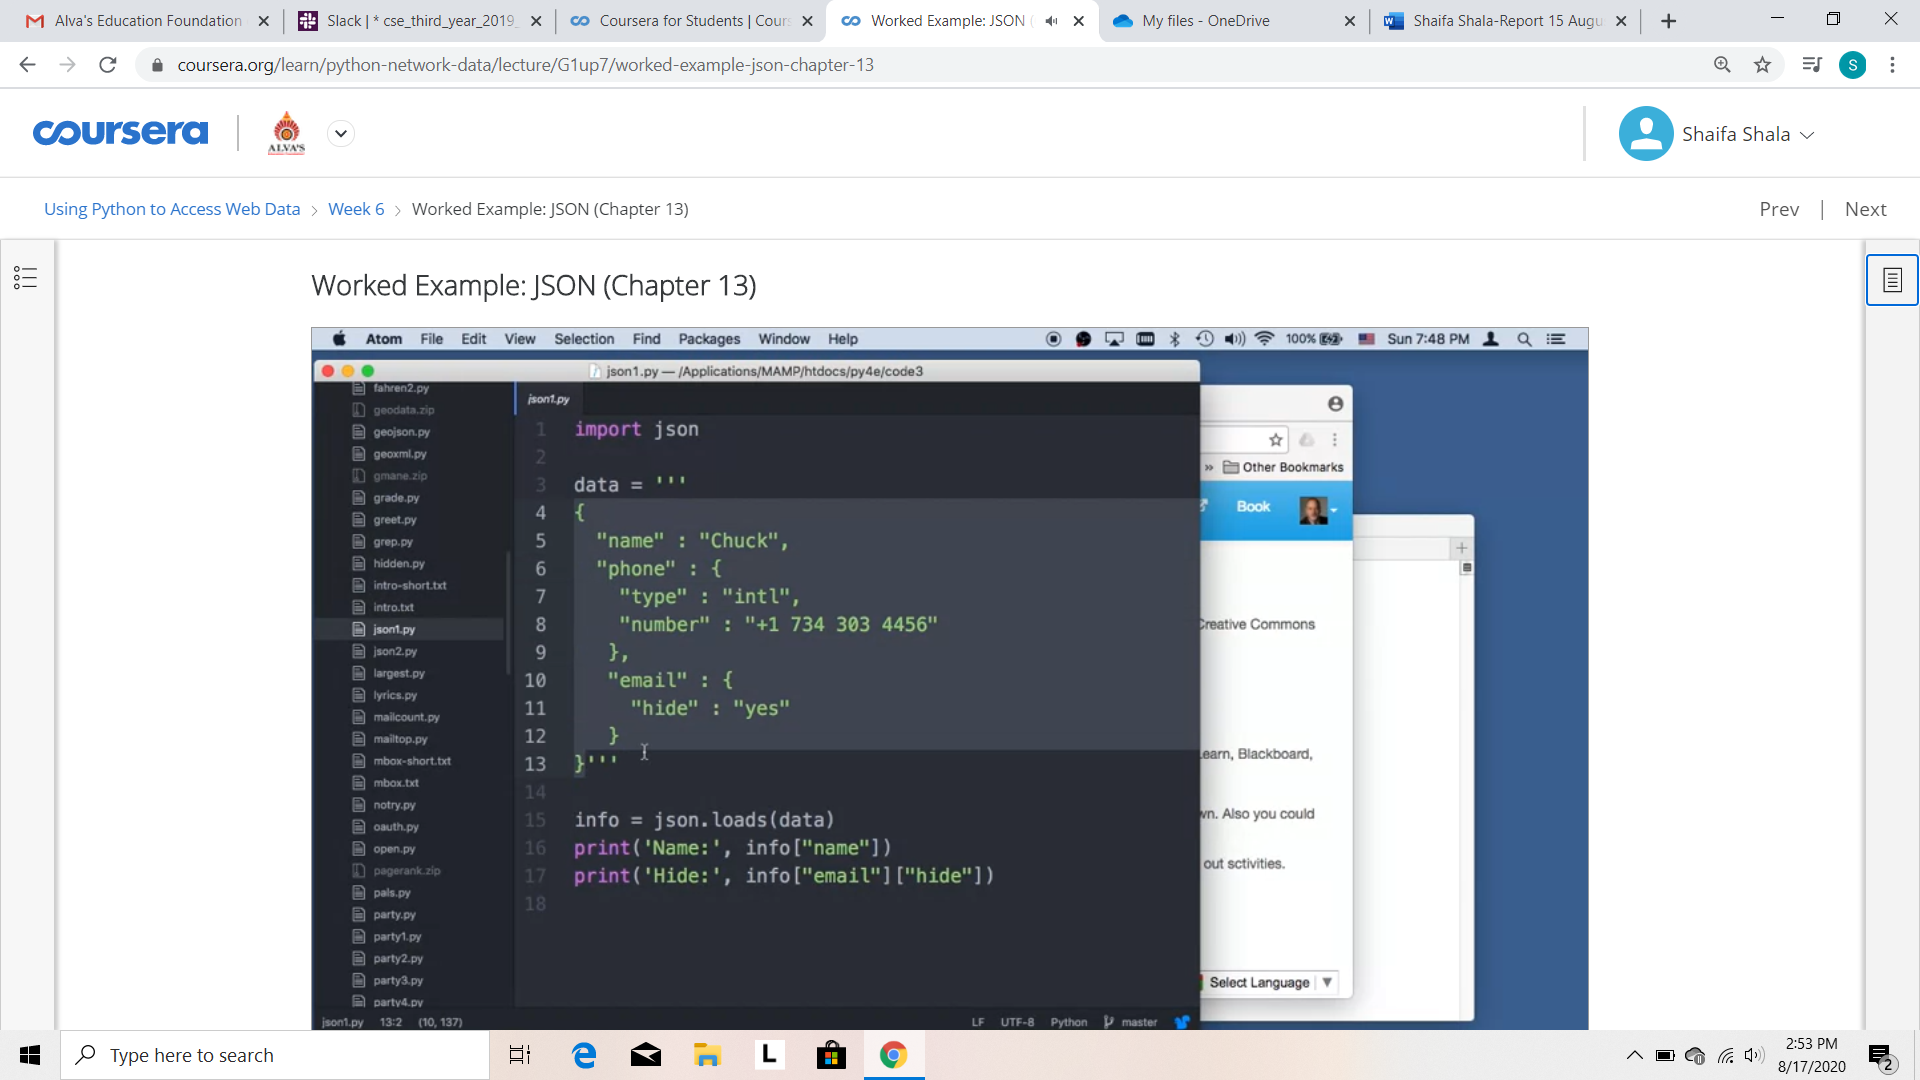 Alva's Education Foundation
Slack | * cse_third_year_2019_
Coursera for Students | Cours
Worked Example: JSON (
My files - OneDrive
Shaifa Shala-Report 15 Augu
coursera.org/learn/python-network-data/lecture/G1up7/worked-example-json-chapter-13
S
coursera
ALVA'S
Shaifa Shala
Using Python to Access Web Data > Week 6 > Worked Example: JSON (Chapter 13)
Prev | Next
Worked Example: JSON (Chapter 13)
Atom File Edit View Selection Find Packages Window Help
100% Sun 7:48 PM
json1.py — /Applications/MAMP/htdocs/py4e/code3
fahren2.py
geodata.zip
geojson.py
geoxml.py
gmane.zip
grade.py
greet.py
grep.py
hidden.py
intro-short.txt
intro.txt
json1.py
json2.py
largest.py
lyrics.py
mailcount.py
mailtop.py
mbox-short.txt
mbox.txt
notry.py
oauth.py
open.py
pagerank.zip
pals.py
party.py
party1.py
party2.py
party3.py
party4.py
json1.py
1 import json
2
3 data = '''
4 {
5 "name" : "Chuck",
6 "phone" : {
7 "type" : "intl",
8 "number" : "+1 734 303 4456"
9 },
10 "email" : {
11 "hide" : "yes"
12 }
13 }'''
14
15 info = json.loads(data)
16 print('Name:', info["name"])
17 print('Hide:', info["email"]["hide"])
18
json1.py 13:2 (10, 137)
LF UTF-8 Python master
» Other Bookmarks
Book
Creative Commons
earn, Blackboard,
wn. Also you could
out sctivities.
Select Language
Type here to search
L
2:53 PM
8/17/2020
2